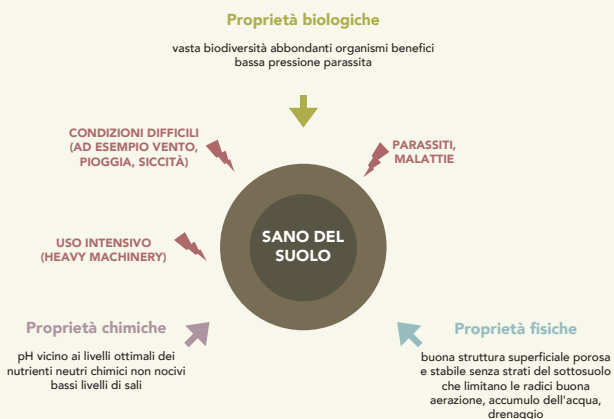 Proprietà biologiche
vasta biodiversità abbondanti organismi benefici
bassa pressione parassita
CONDIZIONI DIFFICILI
(AD ESEMPIO VENTO,
PIOGGIA, SICCITÀ)
PARASSITI,
MALATTIE
USO INTENSIVO
(HEAVY MACHINERY)
SANO DEL
SUOLO
Proprietà chimiche
pH vicino ai livelli ottimali dei
nutrienti neutri chimici non nocivi
bassi livelli di sali
Proprietà fisiche
buona struttura superficiale porosa
e stabile senza strati del sottosuolo
che limitano le radici buona
aerazione, accumulo dell'acqua,
drenaggio